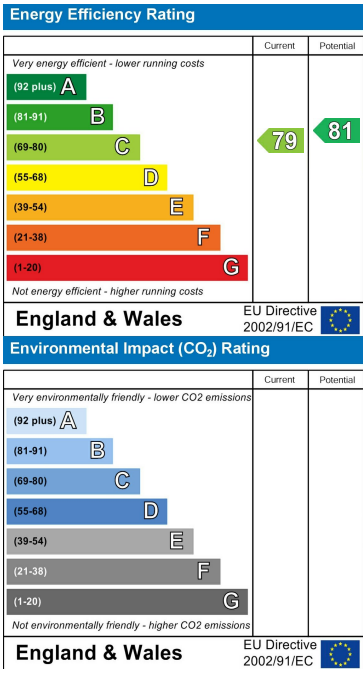 Energy Efficiency Rating
Current Potential
Very energy efficient - lower running costs
(92 plus) A
(81-91) B
(69-80) C
79
81
(55-68) D
(39-54) E
(21-38) F
(1-20) G
Not energy efficient - higher running costs
England & Wales
EU Directive
2002/91/EC
Environmental Impact (CO₂) Rating
Current Potential
Very environmentally friendly - lower CO2 emissions
(92 plus) A
(81-91) B
(69-80) C
(55-68) D
(39-54) E
(21-38) F
(1-20) G
Not environmentally friendly - higher CO2 emissions
England & Wales
EU Directive
2002/91/EC